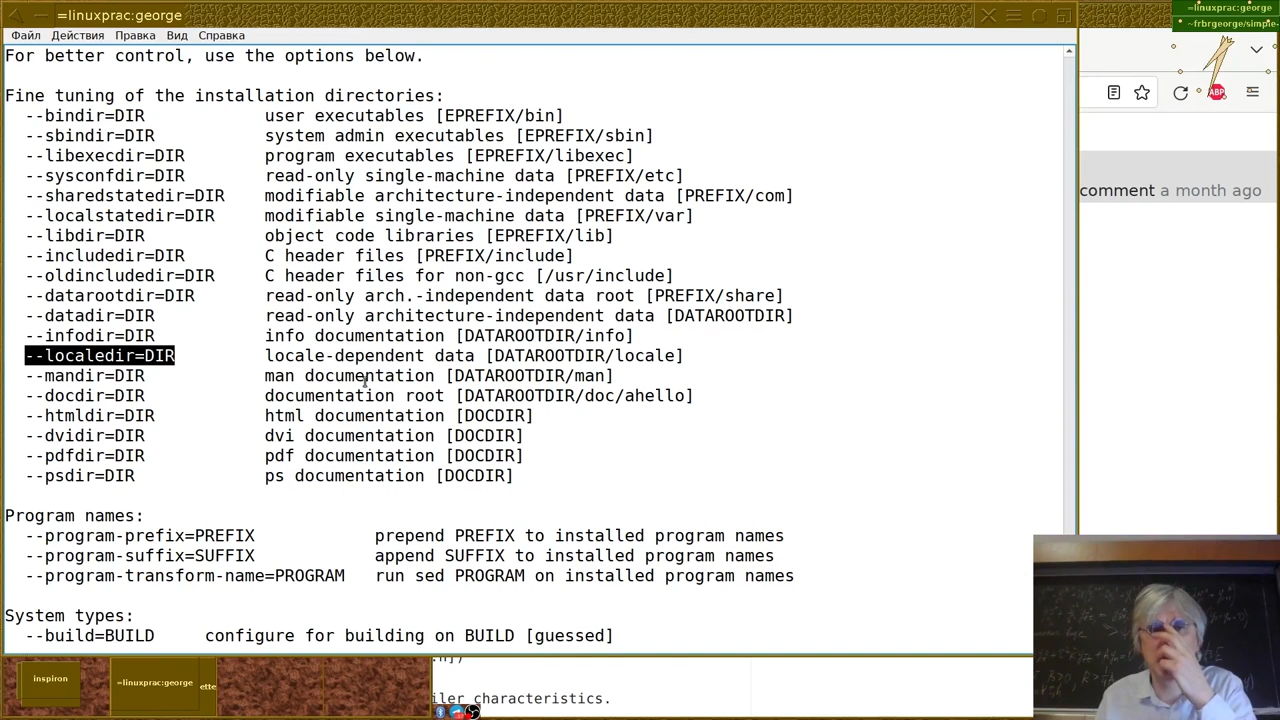 =linuxprac:george
=linuxprac:george
~frbrgeorge/simple-
Файл Действия Правка Вид Справка
For better control, use the options below.
Fine tuning of the installation directories:
--bindir=DIR user executables [EPREFIX/bin]
--sbindir=DIR system admin executables [EPREFIX/sbin]
--libexecdir=DIR program executables [EPREFIX/libexec]
--sysconfdir=DIR read-only single-machine data [PREFIX/etc]
--sharedstatedir=DIR modifiable architecture-independent data [PREFIX/com]
--localstatedir=DIR modifiable single-machine data [PREFIX/var]
--libdir=DIR object code libraries [EPREFIX/lib]
--includedir=DIR C header files [PREFIX/include]
--oldincludedir=DIR C header files for non-gcc [/usr/include]
--datarootdir=DIR read-only arch.-independent data root [PREFIX/share]
--datadir=DIR read-only architecture-independent data [DATAROOTDIR]
--infodir=DIR info documentation [DATAROOTDIR/info]
--localedir=DIR locale-dependent data [DATAROOTDIR/locale]
--mandir=DIR man documentation [DATAROOTDIR/man]
--docdir=DIR documentation root [DATAROOTDIR/doc/ahello]
--htmldir=DIR html documentation [DOCDIR]
--dvidir=DIR dvi documentation [DOCDIR]
--pdfdir=DIR pdf documentation [DOCDIR]
--psdir=DIR ps documentation [DOCDIR]
Program names:
--program-prefix=PREFIX prepend PREFIX to installed program names
--program-suffix=SUFFIX append SUFFIX to installed program names
--program-transform-name=PROGRAM run sed PROGRAM on installed program names
System types:
--build=BUILD configure for building on BUILD [guessed]
ABP
comment a month ago
inspiron
=linuxprac:george
ette
iler characteristics.